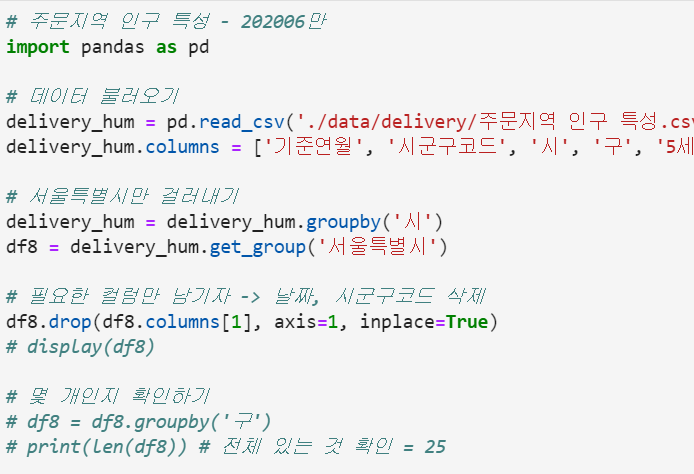 # 주문지역 인구 특성 - 202006만
import pandas as pd
# 데이터 불러오기
delivery_hum = pd.read_csv('./data/delivery/주문지역 인구 특성.csv
delivery_hum.columns = ['기준연월', '시군구코드', '시', '구', '5세
# 서울특별시만 걸러내기
delivery_hum = delivery_hum.groupby('시')
df8 = delivery_hum.get_group('서울특별시')
# 필요한 컬럼만 남기자 -> 날짜, 시군구코드 삭제
df8.drop(df8.columns[1], axis=1, inplace=True)
# display(df8)
# 몇 개인지 확인하기
# df8 = df8.groupby('구')
# print(len(df8)) # 전체 있는 것 확인 = 25